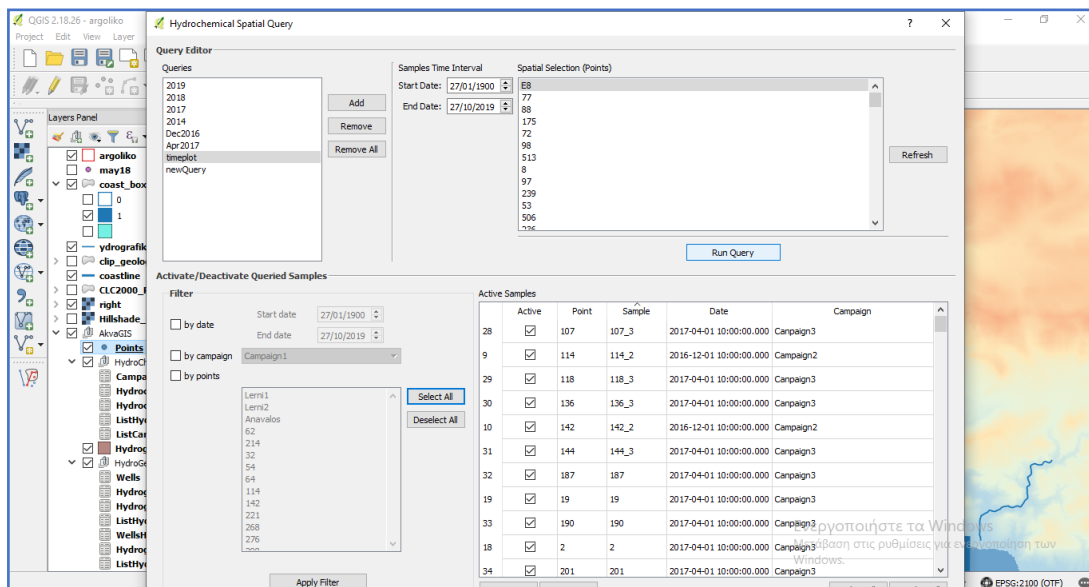 QGIS 2.18.26 - argoliko
Project Edit View Layer
Hydrochemical Spatial Query
Query Editor
Queries
2019
2018
2017
2014
Dec2016
Apr2017
timeplot
newQuery
Add
Remove
Remove All
Samples Time Interval
Start Date: 27/01/1900
End Date: 27/10/2019
Spatial Selection (Points)
E8
77
88
175
72
98
513
8
97
239
53
506
226
Refresh
Run Query
Layers Panel
argoliko
may18
coast_box
0
1
ydrografik
clip_geolo
coastline
CLC2000_
right
Hillshade_
AkvaGIS
Points
HydroCh
Campa
Hydroc
Hydroc
ListHy
ListCar
Hydrog
HydroGe
Wells
Hydrog
Hydrog
ListHyd
WellsH
Hydrog
ListHyd
Activate/Deactivate Queried Samples
Filter
by date
Start date 27/01/1900
End date 27/10/2019
by campaign Campaign1
by points
Lerni1
Lerni2
Anavalos
62
214
32
54
64
114
142
221
268
276
Select All
Deselect All
Apply Filter
Active Samples
Active Point Sample Date Campaign
28 107 107_3 2017-04-01 10:00:00.000 Campaign3
9 114 114_2 2016-12-01 10:00:00.000 Campaign2
29 118 118_3 2017-04-01 10:00:00.000 Campaign3
30 136 136_3 2017-04-01 10:00:00.000 Campaign3
10 142 142_2 2016-12-01 10:00:00.000 Campaign2
31 144 144_3 2017-04-01 10:00:00.000 Campaign3
32 187 187 2017-04-01 10:00:00.000 Campaign3
19 19 19 2017-04-01 10:00:00.000 Campaign3
33 190 190 2017-04-01 10:00:00.000 Campaign3
18 2 2 2017-04-01 10:00:00.000 Campaign3
34 201 201 2017-04-01 10:00:00.000 Campaign3
Ενεργοποιήστε τα Windows
Μετάβαση στις ρυθμίσεις για ενεργοποίηση των
Windows.
EPSG:2100 (OTF)